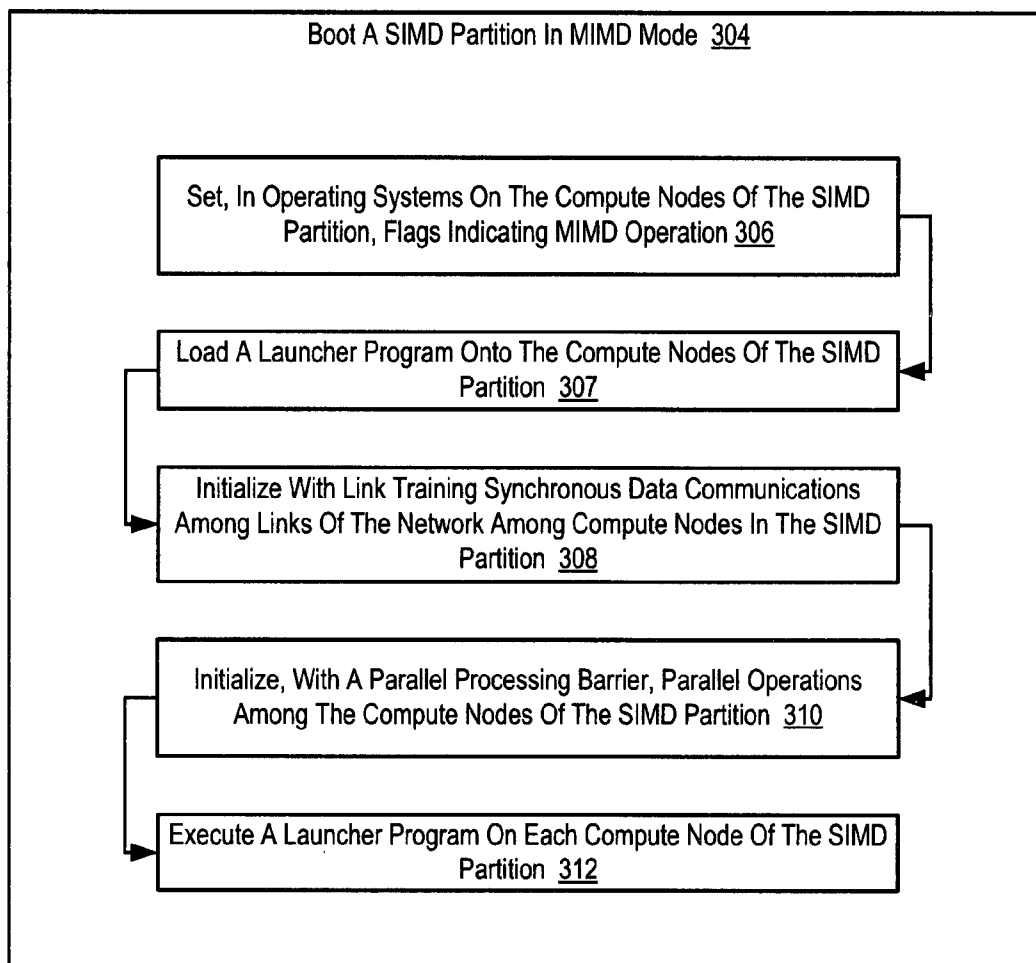 Boot A SIMD Partition In MIMD Mode 304
Set, In Operating Systems On The Compute Nodes Of The SIMD
Partition, Flags Indicating MIMD Operation 306
Load A Launcher Program Onto The Compute Nodes Of The SIMD
Partition 307
Initialize With Link Training Synchronous Data Communications
Among Links Of The Network Among Compute Nodes In The SIMD
Partition 308
Initialize, With A Parallel Processing Barrier, Parallel Operations
Among The Compute Nodes Of The SIMD Partition 310
Execute A Launcher Program On Each Compute Node Of The SIMD
Partition 312